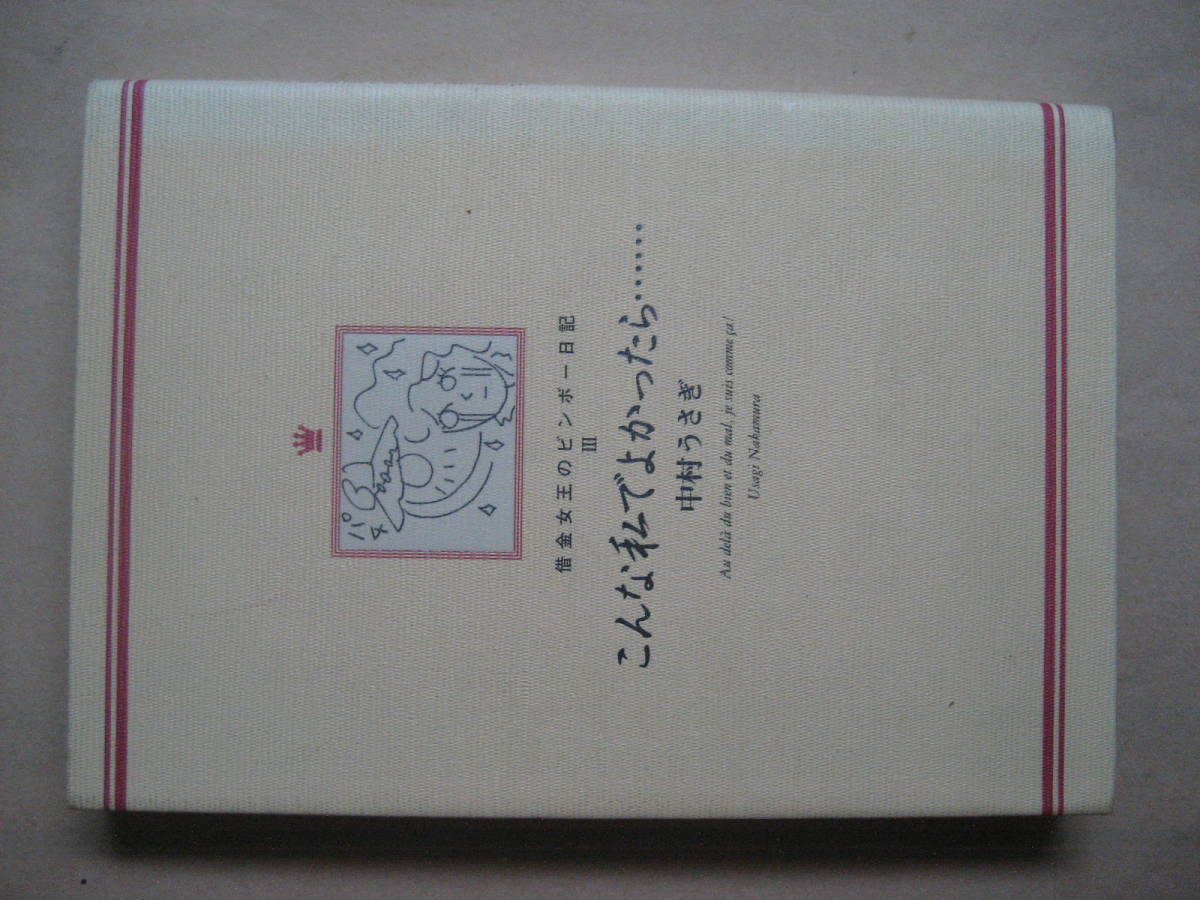 借金女王のビンボー日記
III
こんな私でよかったら……
中村うさぎ
Au delà du bien et du mal, je suis comme ça!
Usagi Nakamura